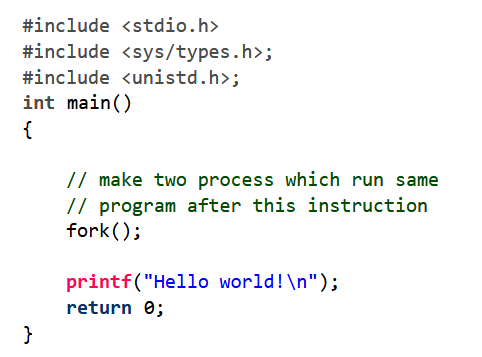 #include <stdio.h>
#include <sys/types.h>;
#include <unistd.h>;
int main()
{
// make two process which run same
// program after this instruction
fork();
printf("Hello world!\n");
return 0;
}